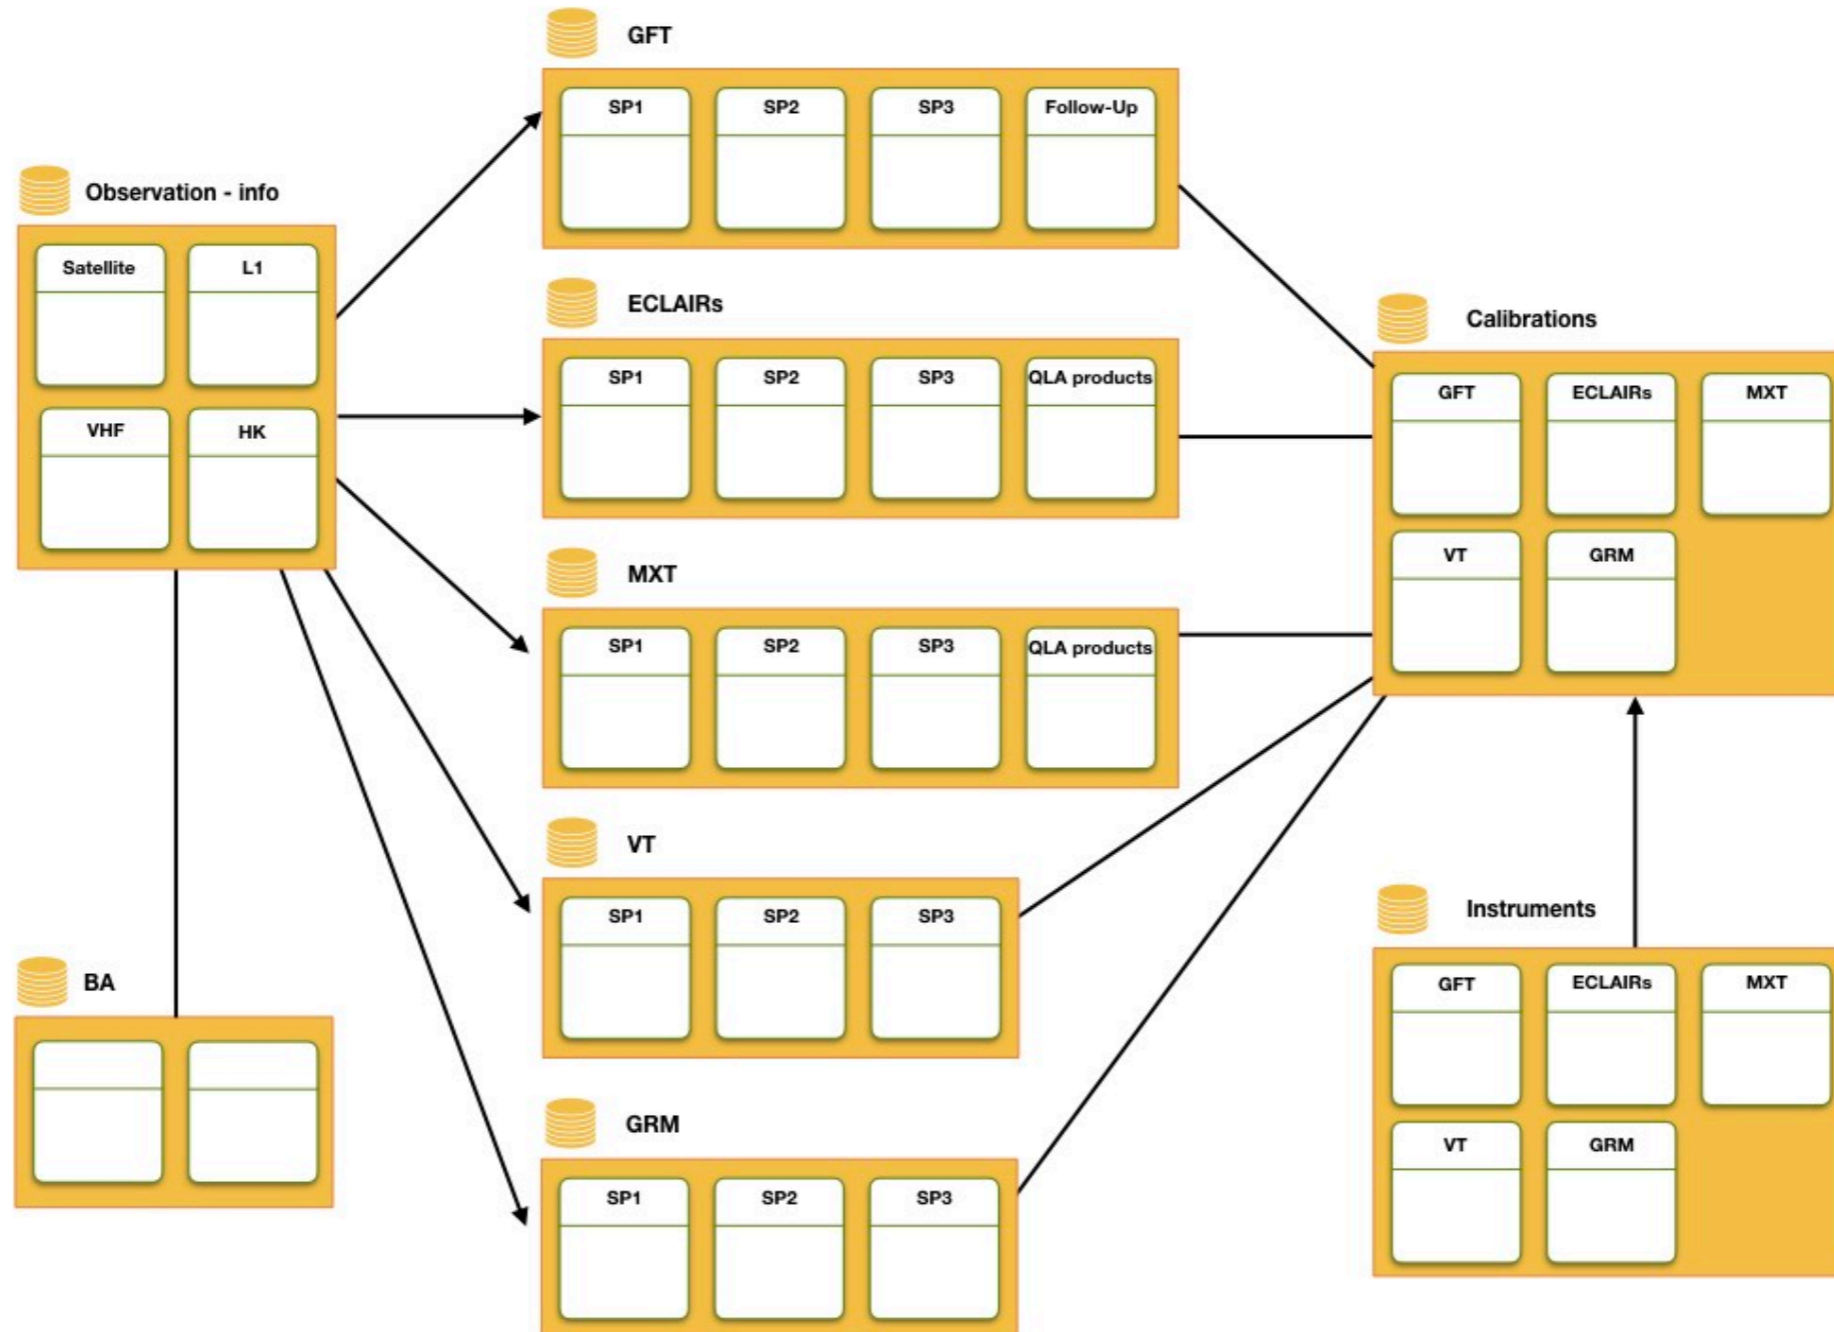 GFT
SP1
SP2
SP3
Follow-Up
Observation - info
Satellite
L1
VHF
HK
ECLAIRs
SP1
SP2
SP3
QLA products
Calibrations
GFT
ECLAIRs
MXT
VT
GRM
MXT
SP1
SP2
SP3
QLA products
VT
SP1
SP2
SP3
Instruments
GFT
ECLAIRs
MXT
VT
GRM
BA
GRM
SP1
SP2
SP3